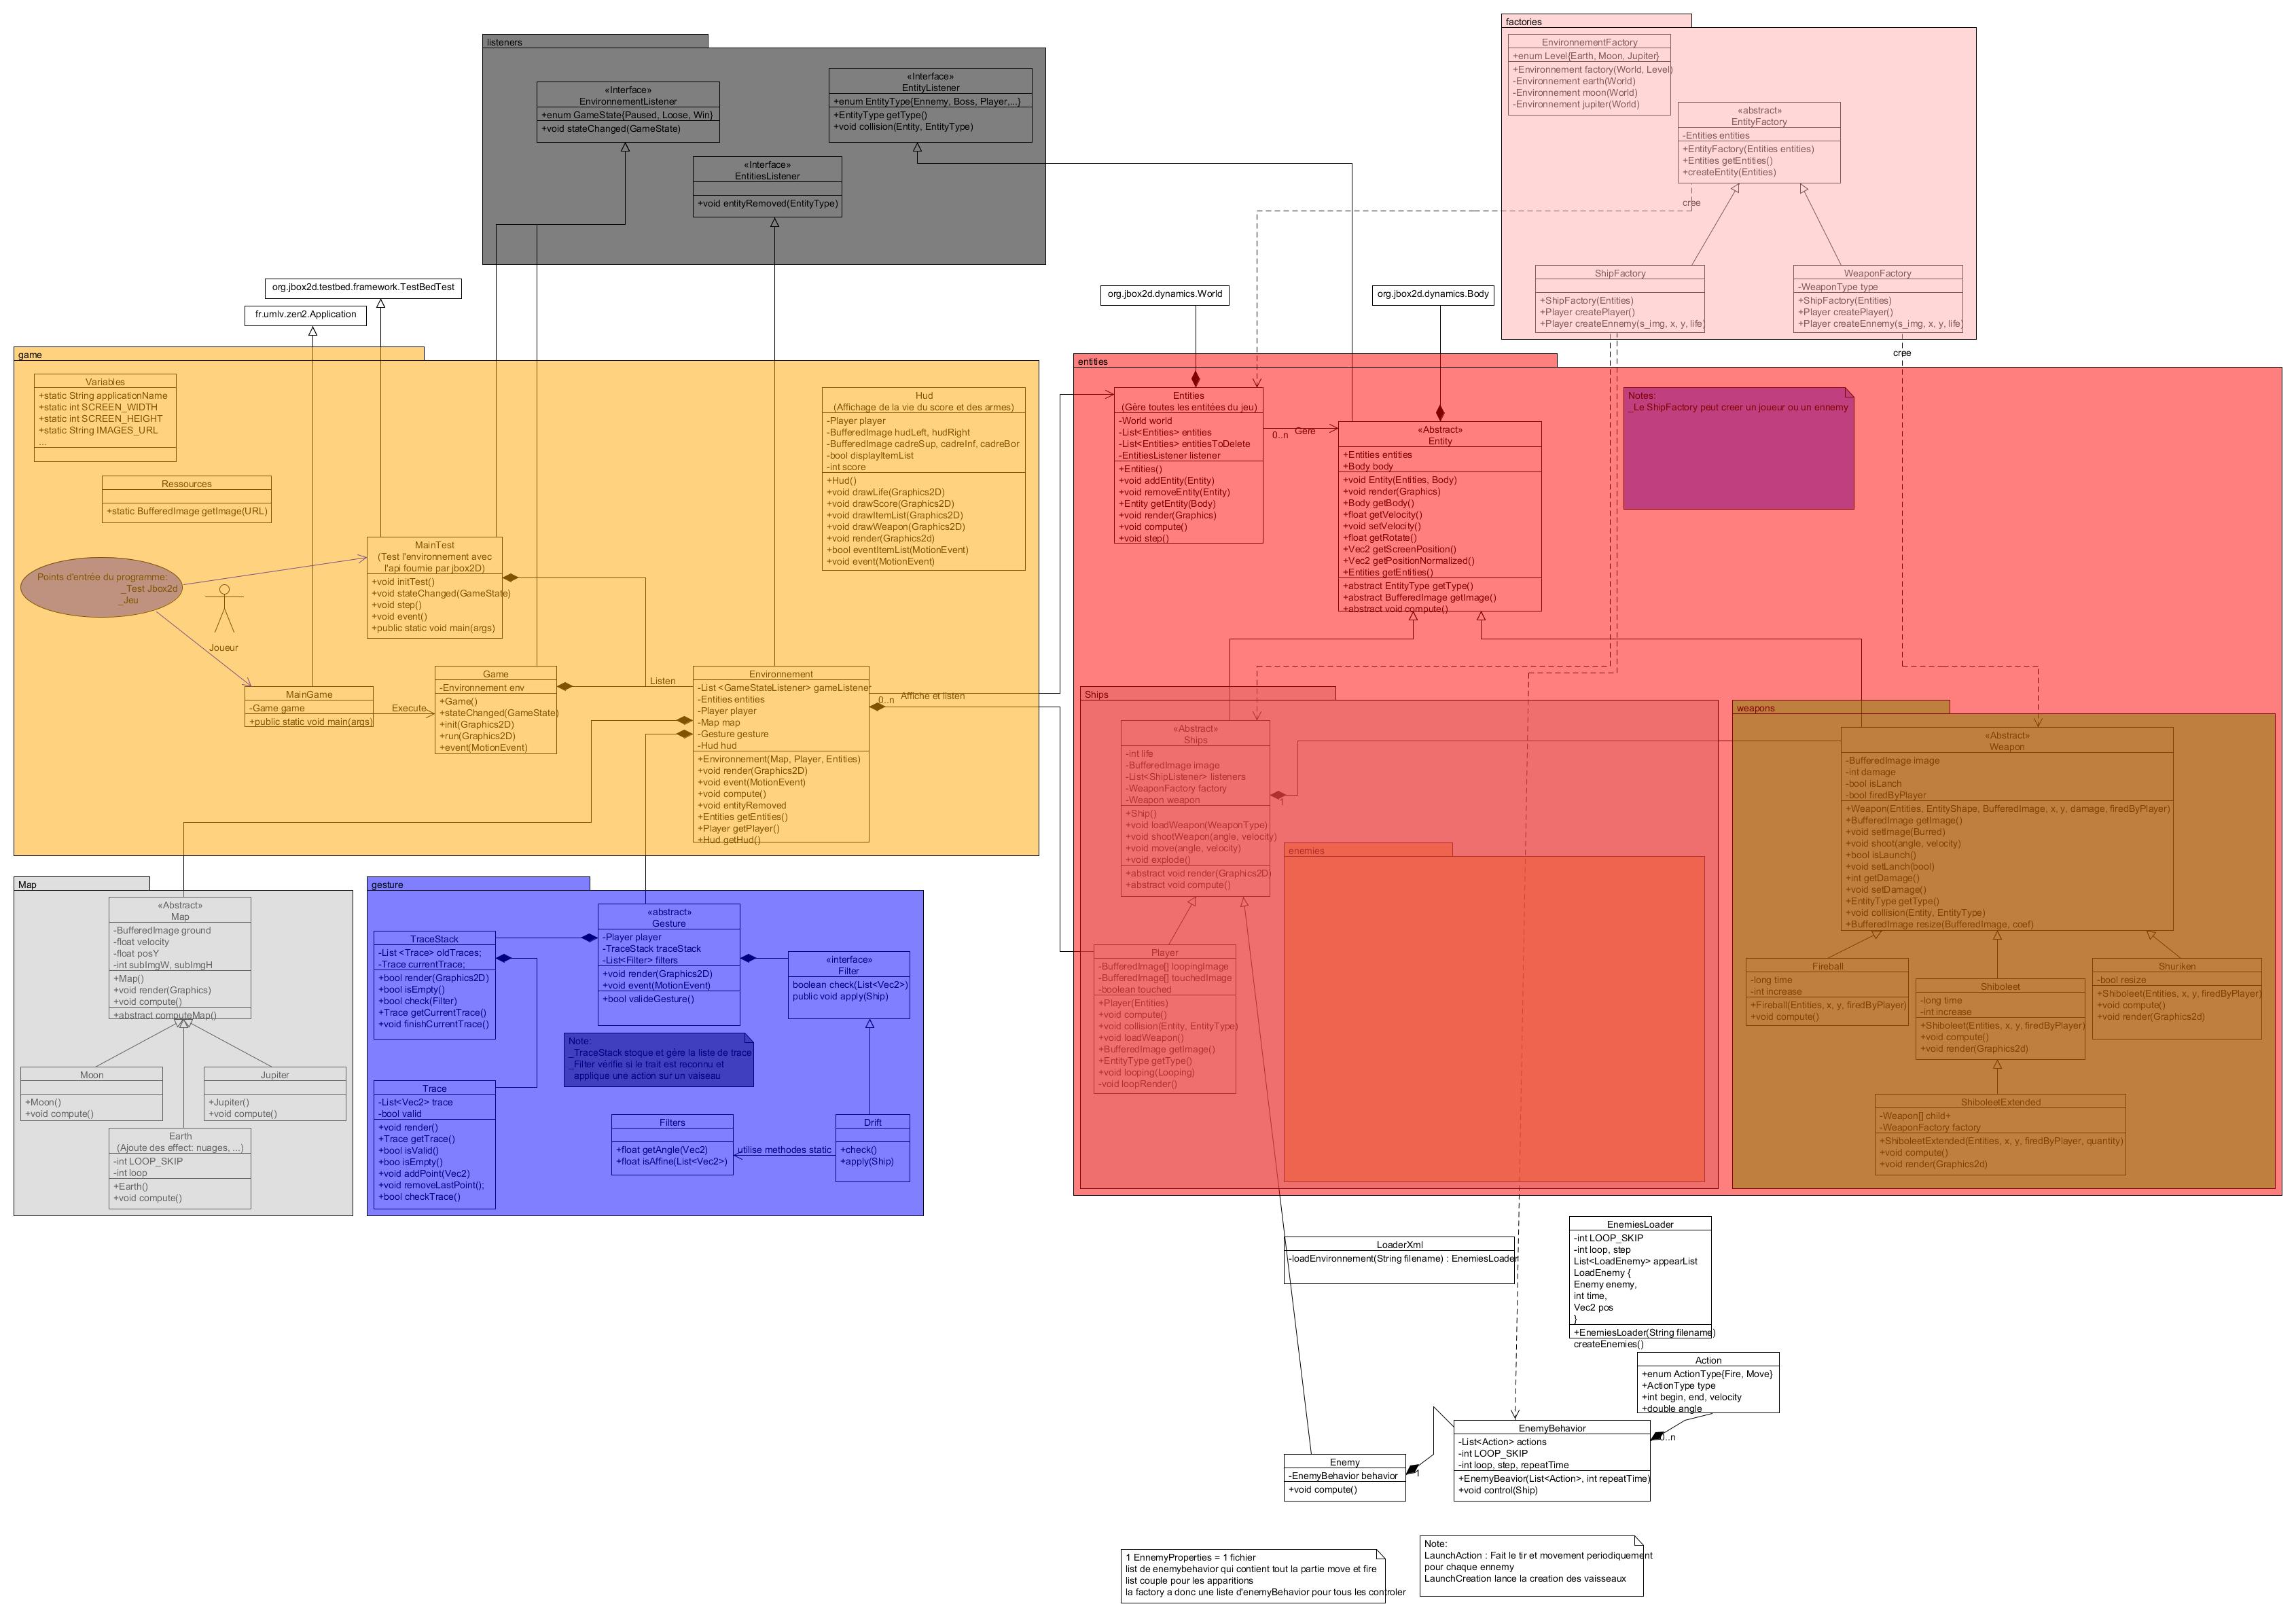 factories
EnvironnementFactory
+enum Level{Earth, Moon, Jupiter}
+Environnement factory(World, Level)
-Environnement earth(World)
-Environnement moon(World)
-Environnement jupiter(World)
«abstract»
EntityFactory
-Entities entities
+EntityFactory(Entities entities)
+Entities getEntities()
+createEntity(Entities)
cree
ShipFactory
+ShipFactory(Entities)
+Player createPlayer()
+Player createEnnemy(s_img, x, y, life)
WeaponFactory
-WeaponType type
+ShipFactory(Entities)
+Player createPlayer()
+Player createEnnemy(s_img, x, y, life)
cree
listeners
«Interface»
EnvironnementListener
+enum GameState{Paused, Loose, Win}
+void stateChanged(GameState)
«Interface»
EntityListener
+enum EntityType{Ennemy, Boss, Player,...}
+EntityType getType()
+void collision(Entity, EntityType)
«Interface»
EntitiesListener
+void entityRemoved(EntityType)
org.jbox2d.testbed.framework.TestBedTest
fr.umlv.zen2.Application
org.jbox2d.dynamics.World
org.jbox2d.dynamics.Body
game
Variables
+static String applicationName
+static int SCREEN_WIDTH
+static int SCREEN_HEIGHT
+static String IMAGES_URL
...
Ressources
+static BufferedImage getImage(URL)
Hud
(Affichage de la vie du score et des armes)
-Player player
-BufferedImage hudLeft, hudRight
-BufferedImage cadreSup, cadreInf, cadreBor
-bool displayItemList
-int score
+Hud()
+void drawLife(Graphics2D)
+void drawScore(Graphics2D)
+void drawItemList(Graphics2D)
+void drawWeapon(Graphics2D)
+void render(Graphics2d)
+bool eventItemList(MotionEvent)
+void event(MotionEvent)
MainTest
(Test l'environement avec
l'api fournie par jbox2D)
+void initTest()
+void stateChanged(GameState)
+void step()
+void event()
+public static void main(args)
Points d'entrée du programme:
_Test Jbox2d
_Jeu
Joueur
MainGame
-Game game
+public static void main(args)
Execute
Game
-Environnement env
+Game()
+stateChanged(GameState)
+init(Graphics2D)
+run(Graphics2D)
+event(MotionEvent)
Listen
Environnement
-List <GameStateListener> gameListener
-Entities entities
-Player player
-Map map
-Gesture gesture
-Hud hud
+Environnement(Map, Player, Entities)
+void render(Graphics2D)
+void event(MotionEvent)
+void compute()
+void entityRemoved
+Entities getEntities()
+Player getPlayer()
+Hud getHud()
0..n
Affiche et listen
entities
Entities
(Gère toutes les entitées du jeu)
-World world
-List<Entities> entities
-List<Entities> entitiesToDelete
-EntitiesListener listener
+Entities()
+void addEntity(Entity)
+void removeEntity(Entity)
+Entity getEntity(Body)
+void render(Graphics)
+void compute()
+void step()
0..n
Gere
«Abstract»
Entity
+Entities entities
+Body body
+void Entity(Entities, Body)
+void render(Graphics)
+Body getBody()
+float getVelocity()
+void setVelocity()
+float getRotate()
+Vec2 getScreenPosition()
+Vec2 getPositionNormalized()
+Entities getEntities()
+abstract EntityType getType()
+abstract BufferedImage getImage()
+abstract void compute()
Notes:
_Le ShipFactory peut creer un joueur ou un ennemy
Ships
«Abstract»
Ships
-int life
-BufferedImage image
-List<ShipListener> listeners
-WeaponFactory factory
-Weapon weapon
+Ship()
+void loadWeapon(WeaponType)
+void shootWeapon(angle, velocity)
+void move(angle, velocity)
+void explode()
+abstract void render(Graphics2D)
+abstract void compute()
1
enemies
Player
-BufferedImage[] loopingImage
-BufferedImage[] touchedImage
-boolean touched
+Player(Entities)
+void compute()
+void collision(Entity, EntityType)
+void loadWeapon()
+BufferedImage getImage()
+EntityType getType()
+void looping(Looping)
-void loopRender()
weapons
«Abstract»
Weapon
-BufferedImage image
-int damage
-bool isLanch
-bool firedByPlayer
+Weapon(Entities, EntityShape, BufferedImage, x, y, damage, firedByPlayer)
+BufferedImage getImage()
+void setImage(Burred)
+void shoot(angle, velocity)
+bool isLaunch()
+void setLanch(bool)
+int getDamage()
+void setDamage()
+EntityType getType()
+void collision(Entity, EntityType)
+BufferedImage resize(BufferedImage, coef)
Fireball
-long time
-int increase
+Fireball(Entities, x, y, firedByPlayer)
+void compute()
Shiboleet
-long time
-int increase
+Shiboleet(Entities, x, y, firedByPlayer)
+void compute()
+void render(Graphics2d)
Shuriken
-bool resize
+Shiboleet(Entities, x, y, firedByPlayer)
+void compute()
+void render(Graphics2d)
ShiboleetExtended
-Weapon[] child+
-WeaponFactory factory
+ShiboleetExtended(Entities, x, y, firedByPlayer, quantity)
+void compute()
+void render(Graphics2d)
Map
«Abstract»
Map
-BufferedImage ground
-float velocity
-float posY
-int subImgW, subImgH
+Map()
+void render(Graphics)
+void compute()
+abstract computeMap()
Moon
+Moon()
+void compute()
Jupiter
+Jupiter()
+void compute()
Earth
(Ajoute des effect: nuages, ...)
-int LOOP_SKIP
-int loop
+Earth()
+void compute()
gesture
TraceStack
-List <Trace> oldTraces;
-Trace currentTrace;
+bool render(Graphics2D)
+bool isEmpty()
+bool check(Filter)
+Trace getCurrentTrace()
+void finishCurrentTrace()
«abstract»
Gesture
-Player player
-TraceStack traceStack
-List<Filter> filters
+void render(Graphics2D)
+void event(MotionEvent)
+bool valideGesture()
«interface»
Filter
boolean check(List<Vec2>)
public void apply(Ship)
Note:
_TraceStack stoque et gère la liste de trace
_Filter vérifie si le trait est reconnu et
applique une action sur un vaiseau
Trace
-List<Vec2> trace
-bool valid
+void render()
+Trace getTrace()
+bool isValid()
+boo isEmpty()
+void addPoint(Vec2)
+void removeLastPoint();
+bool checkTrace()
Filters
+float getAngle(Vec2)
+float isAffine(List<Vec2>)
utilise methodes static
Drift
+check()
+apply(Ship)
LoaderXml
-loadEnvironnement(String filename) : EnemiesLoader
EnemiesLoader
-int LOOP_SKIP
-int loop, step
List<LoadEnemy> appearList
LoadEnemy {
Enemy enemy,
int time,
Vec2 pos
}
+EnemiesLoader(String filename)
createEnemies()
Action
+enum ActionType{Fire, Move}
+ActionType type
+int begin, end, velocity
+double angle
EnemyBehavior
-List<Action> actions
-int LOOP_SKIP
-int loop, step, repeatTime
+EnemyBeavior(List<Action>, int repeatTime)
+void control(Ship)
0..n
Enemy
-EnemyBehavior behavior
+void compute()
1
1 EnnemyProperties = 1 fichier
list de enemybehavior qui contient tout la partie move et fire
list couple pour les apparitions
la factory a donc une liste d'enemyBehavior pour tous les controler
Note:
LaunchAction : Fait le tir et movement periodiquement
pour chaque ennemy
LaunchCreation lance la creation des vaisseaux